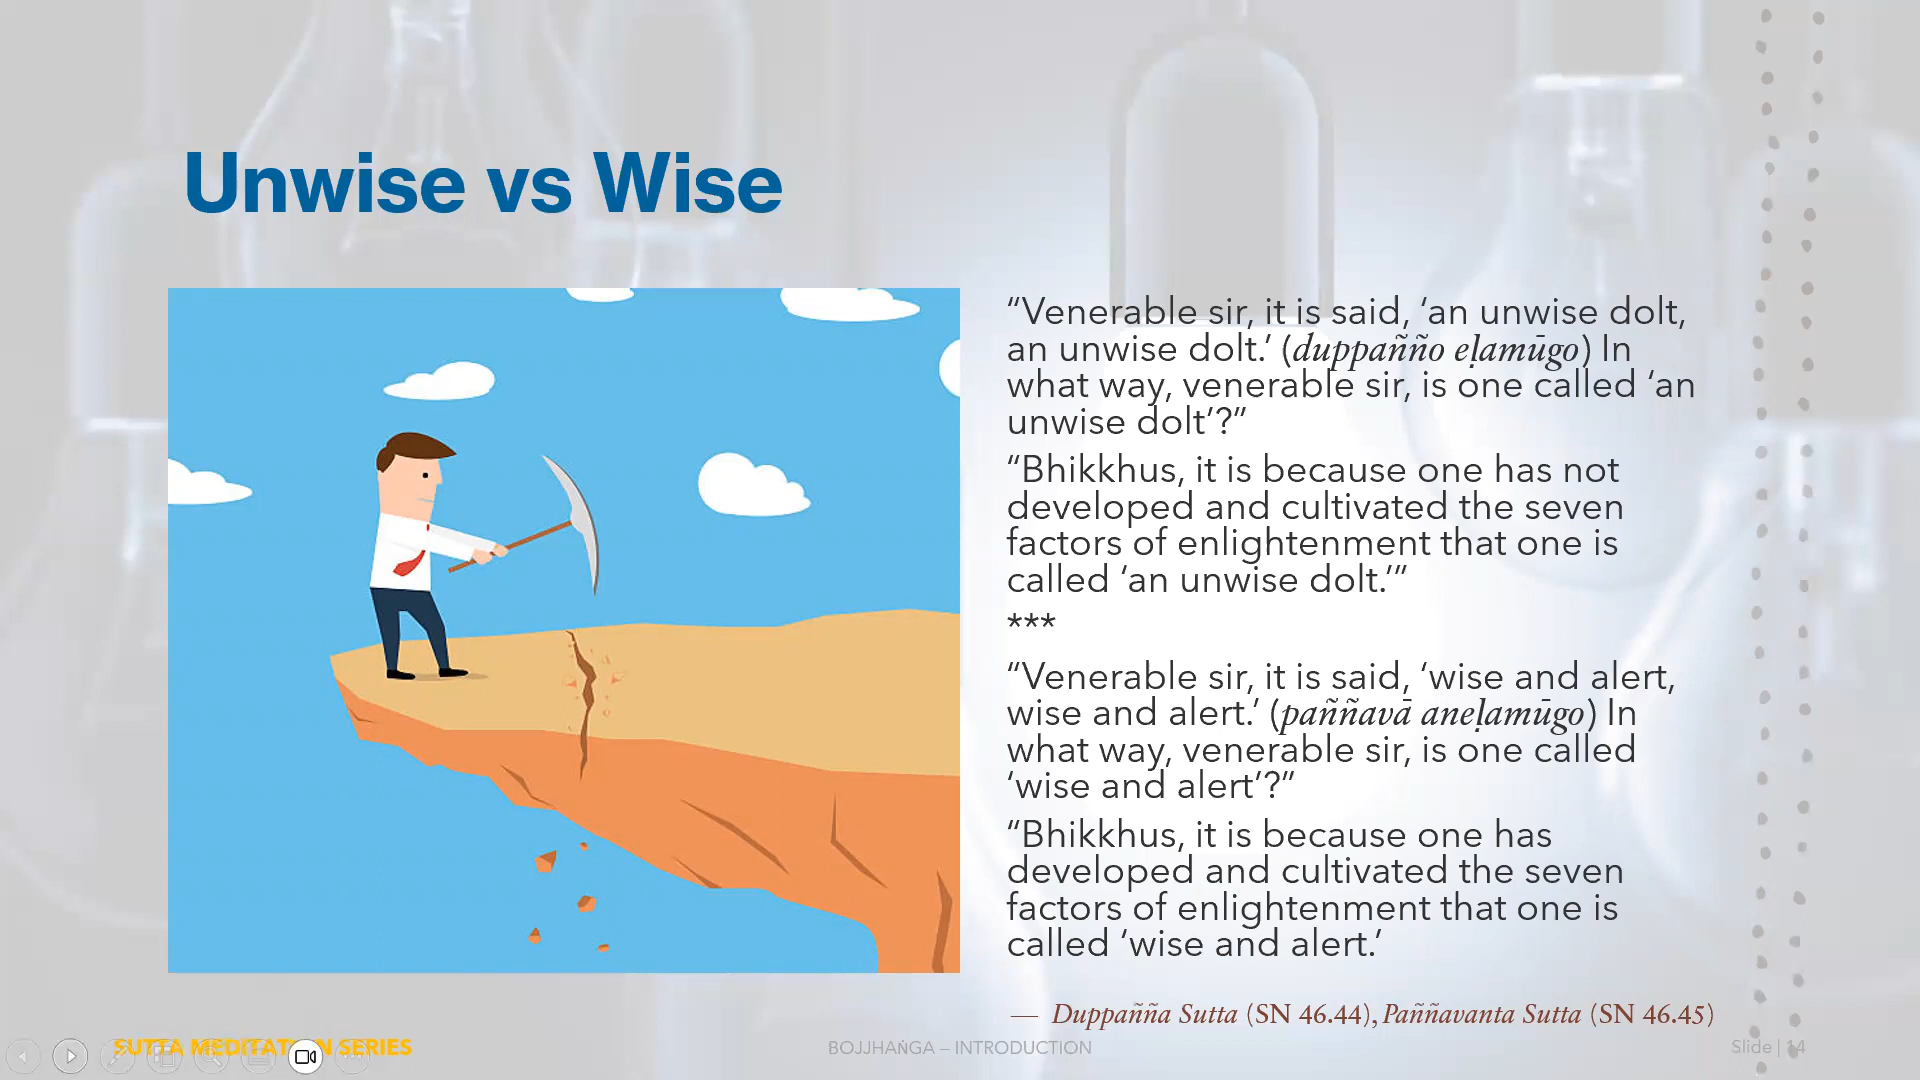 Unwise vs Wise
“Venerable sir, it is said, ‘an unwise dolt,
an unwise dolt.’ (duppañño eḷamūgo) In
what way, venerable sir, is one called ‘an
unwise dolt’?”
“Bhikkhus, it is because one has not
developed and cultivated the seven
factors of enlightenment that one is
called ‘an unwise dolt.’”
***
“Venerable sir, it is said, ‘wise and alert,
wise and alert.’ (paññavā aneḷamūgo) In
what way, venerable sir, is one called
‘wise and alert’?”
“Bhikkhus, it is because one has
developed and cultivated the seven
factors of enlightenment that one is
called ‘wise and alert.’
— Duppañña Sutta (SN 46.44), Paññavanta Sutta (SN 46.45)
SUTTA MEDITATION SERIES
BOJJHAṅGA – INTRODUCTION
Slide | 14